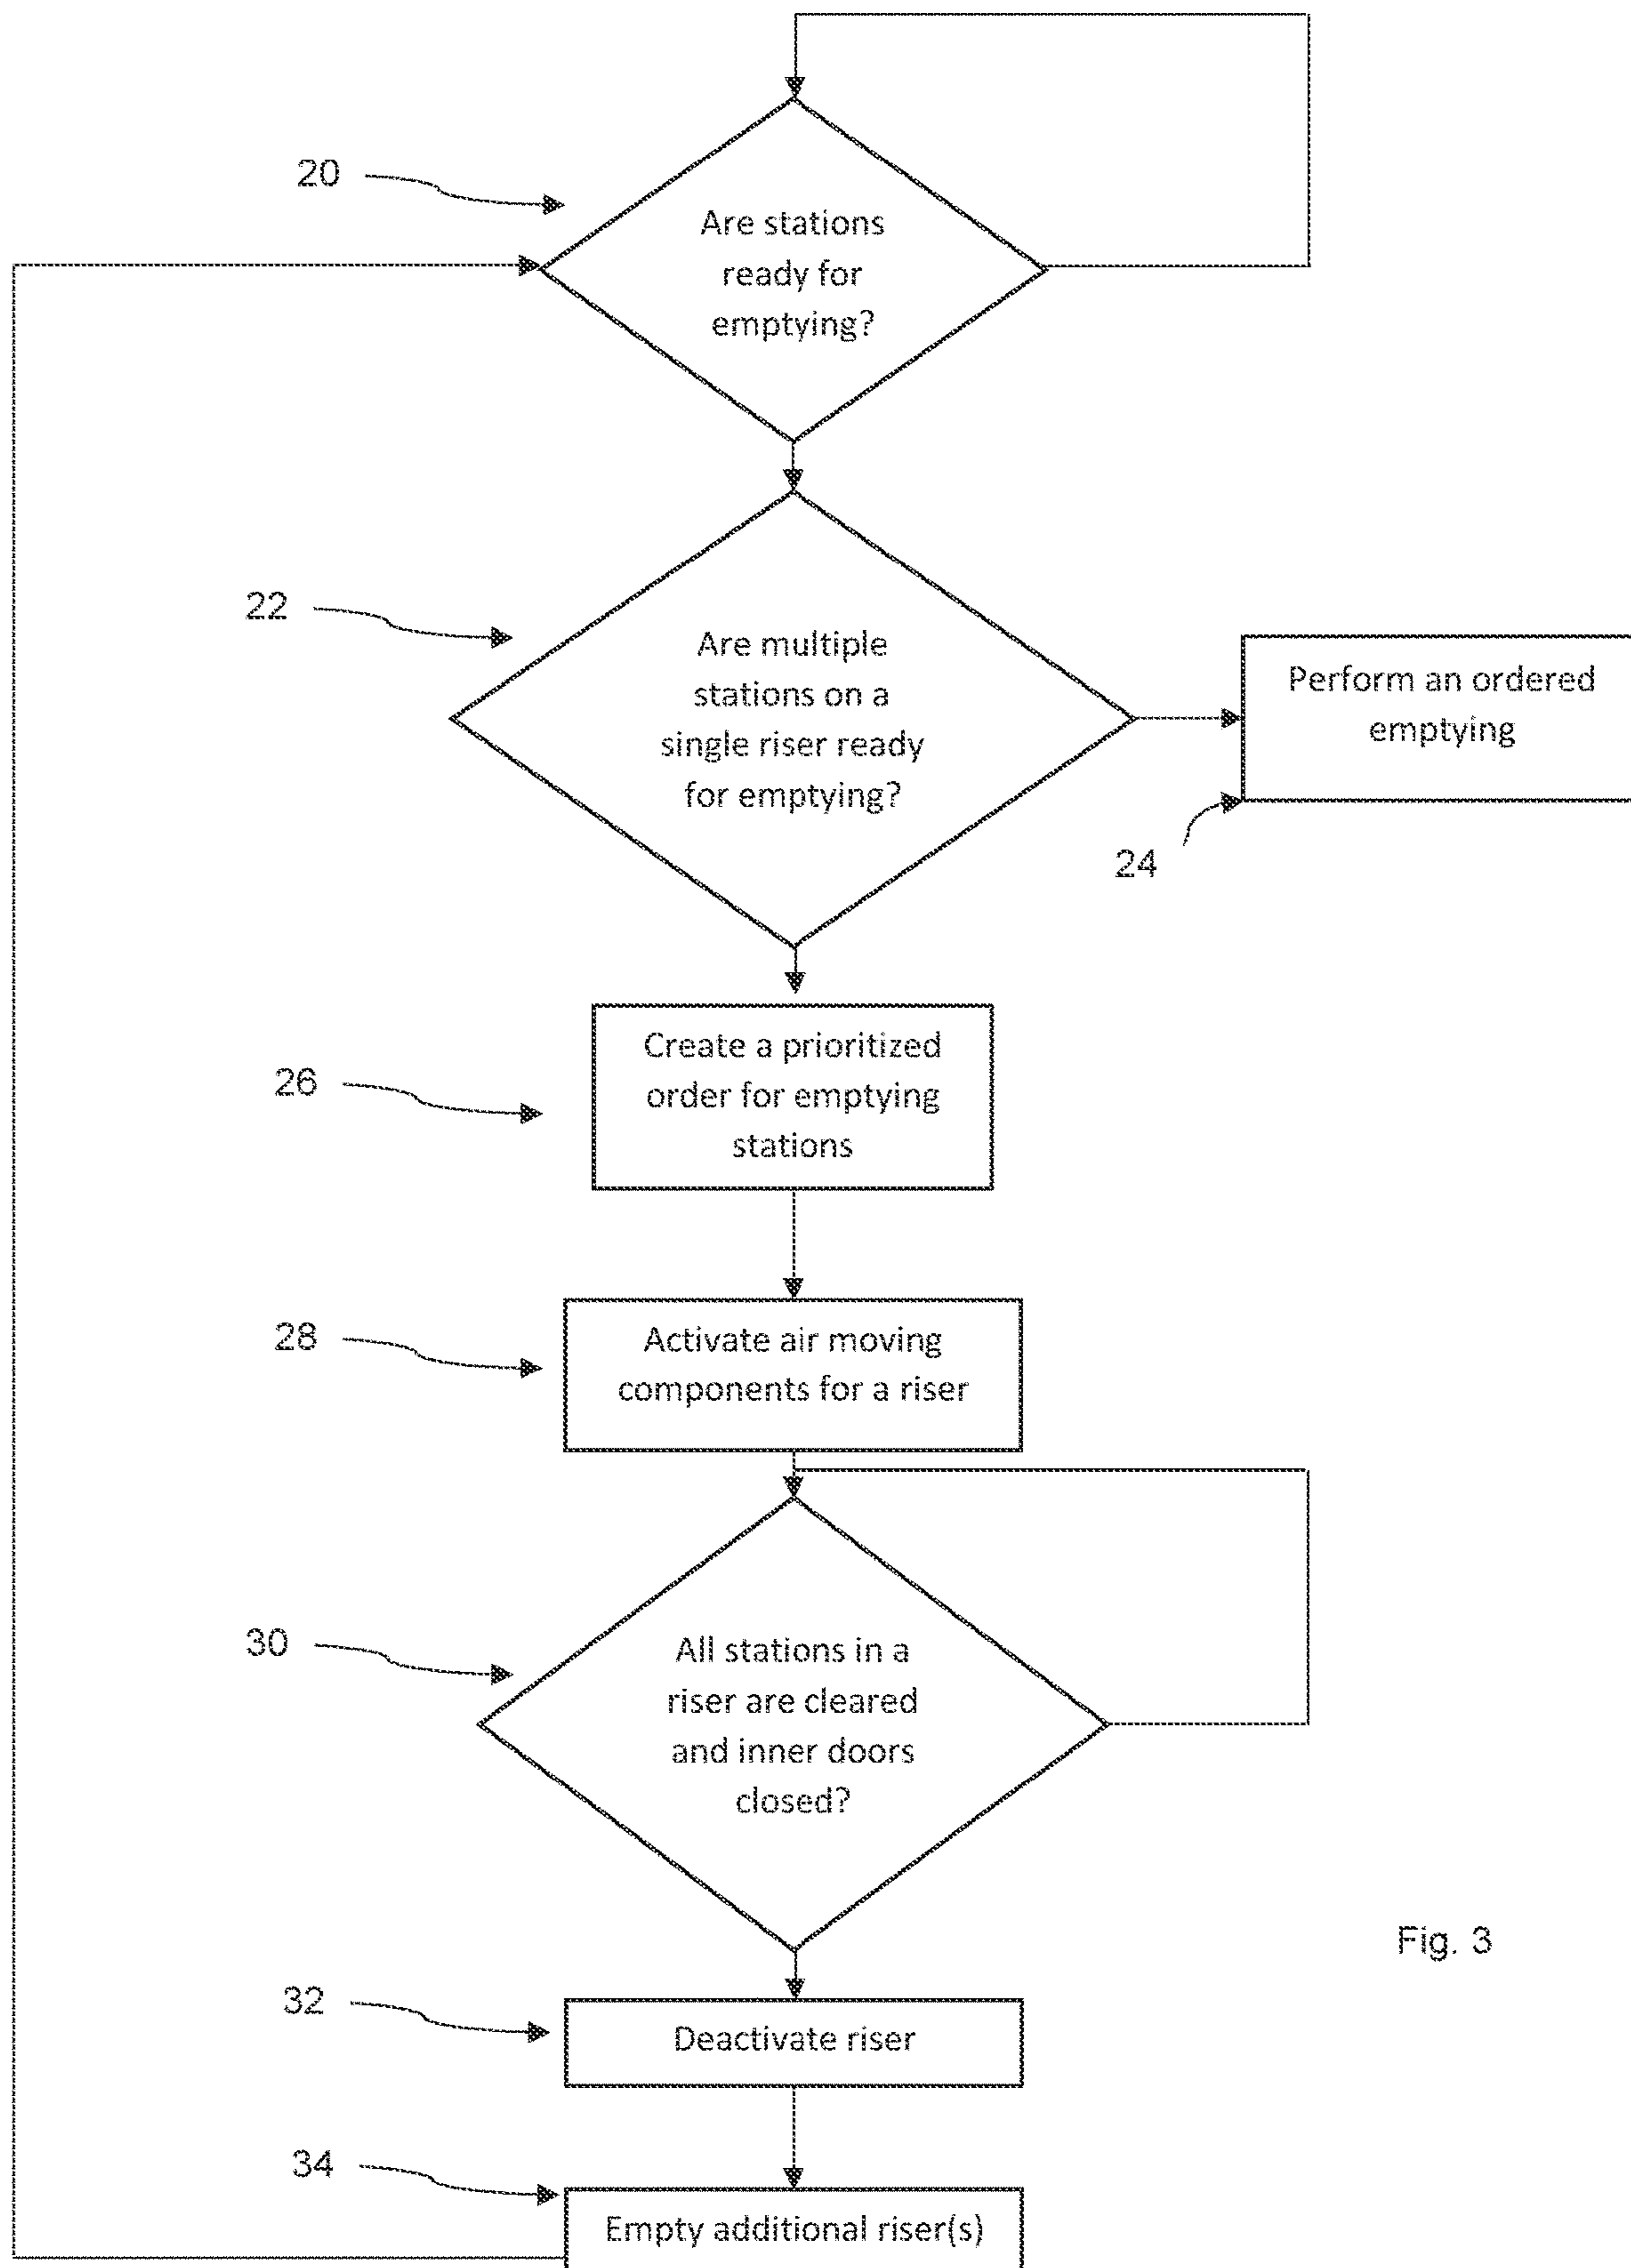 20
Are stations
ready for
emptying?
22
Are multiple
stations on a
single riser ready
for emptying?
Perform an ordered
emptying
24
26
Create a prioritized
order for emptying
stations
28
Activate air moving
components for a riser
30
All stations in a
riser are cleared
and inner doors
closed?
Fig. 3
32
Deactivate riser
34
Empty additional riser(s)